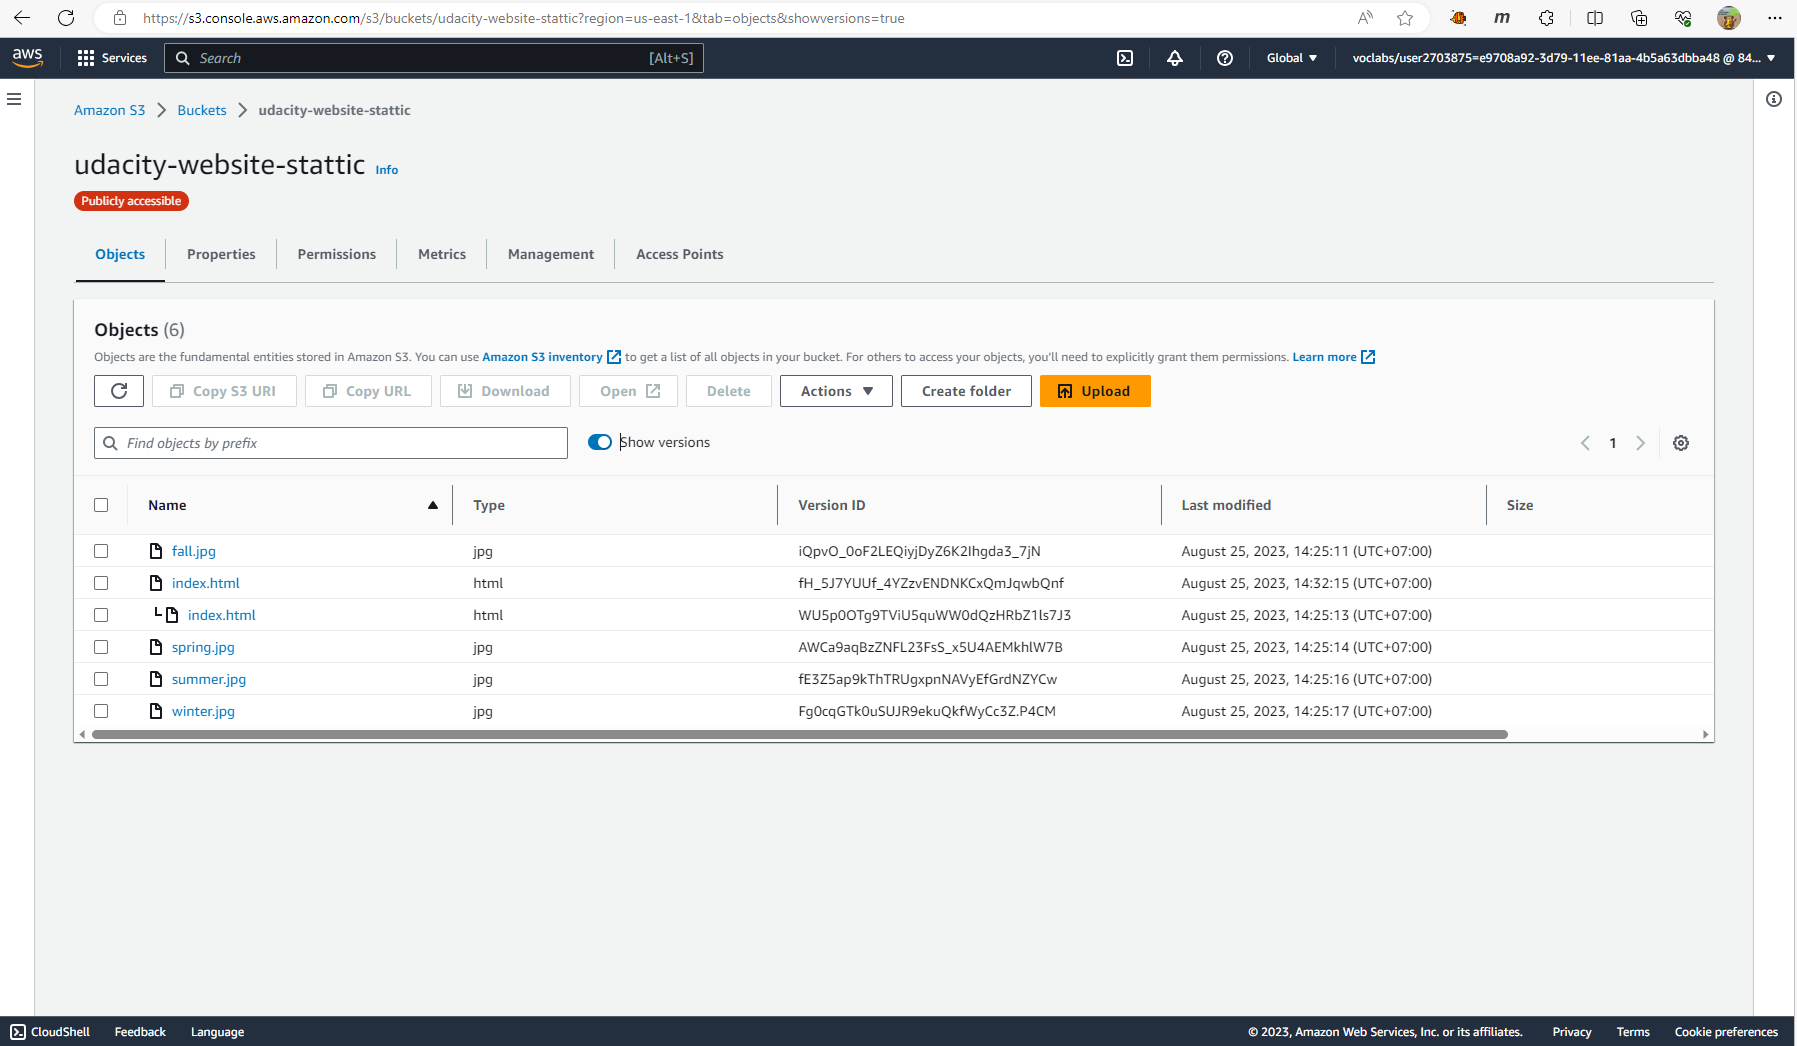 https://s3.console.aws.amazon.com/s3/buckets/udacity-website-stattic?region=us-east-1&tab=objects&showversions=true
aws Services Search [Alt+S] Global voclabs/user2703875=e9708a92-3d79-11ee-81aa-4b5a63dbba48 @ 84...
Amazon S3 Buckets udacity-website-stattic
udacity-website-stattic Info
Publicly accessible
Objects Properties Permissions Metrics Management Access Points
Objects (6)
Objects are the fundamental entities stored in Amazon S3. You can use Amazon S3 inventory to get a list of all objects in your bucket. For others to access your objects, you'll need to explicitly grant them permissions. Learn more
Copy S3 URI Copy URL Download Open Delete Actions Create folder Upload
Find objects by prefix Show versions 1
Name Type Version ID Last modified Size
fall.jpg jpg iQpvO_0oF2LEQiyjDyZ6K2Ihgda3_7jN August 25, 2023, 14:25:11 (UTC+07:00)
index.html html fH_5J7YUUf_4YZzvENDNKCxQmJqwbQnf August 25, 2023, 14:32:15 (UTC+07:00)
index.html html WU5p0OTg9TViU5quWW0dQzHRbZ1ls7J3 August 25, 2023, 14:25:13 (UTC+07:00)
spring.jpg jpg AWCa9aqBzZNFL23FsS_x5U4AEMkhlW7B August 25, 2023, 14:25:14 (UTC+07:00)
summer.jpg jpg fE3Z5ap9kThTRUgxpnNAVyEfGrdNZYCw August 25, 2023, 14:25:16 (UTC+07:00)
winter.jpg jpg Fg0cqGTk0uSUJR9ekuQkfWyCc3Z.P4CM August 25, 2023, 14:25:17 (UTC+07:00)
CloudShell Feedback Language © 2023, Amazon Web Services, Inc. or its affiliates. Privacy Terms Cookie preferences